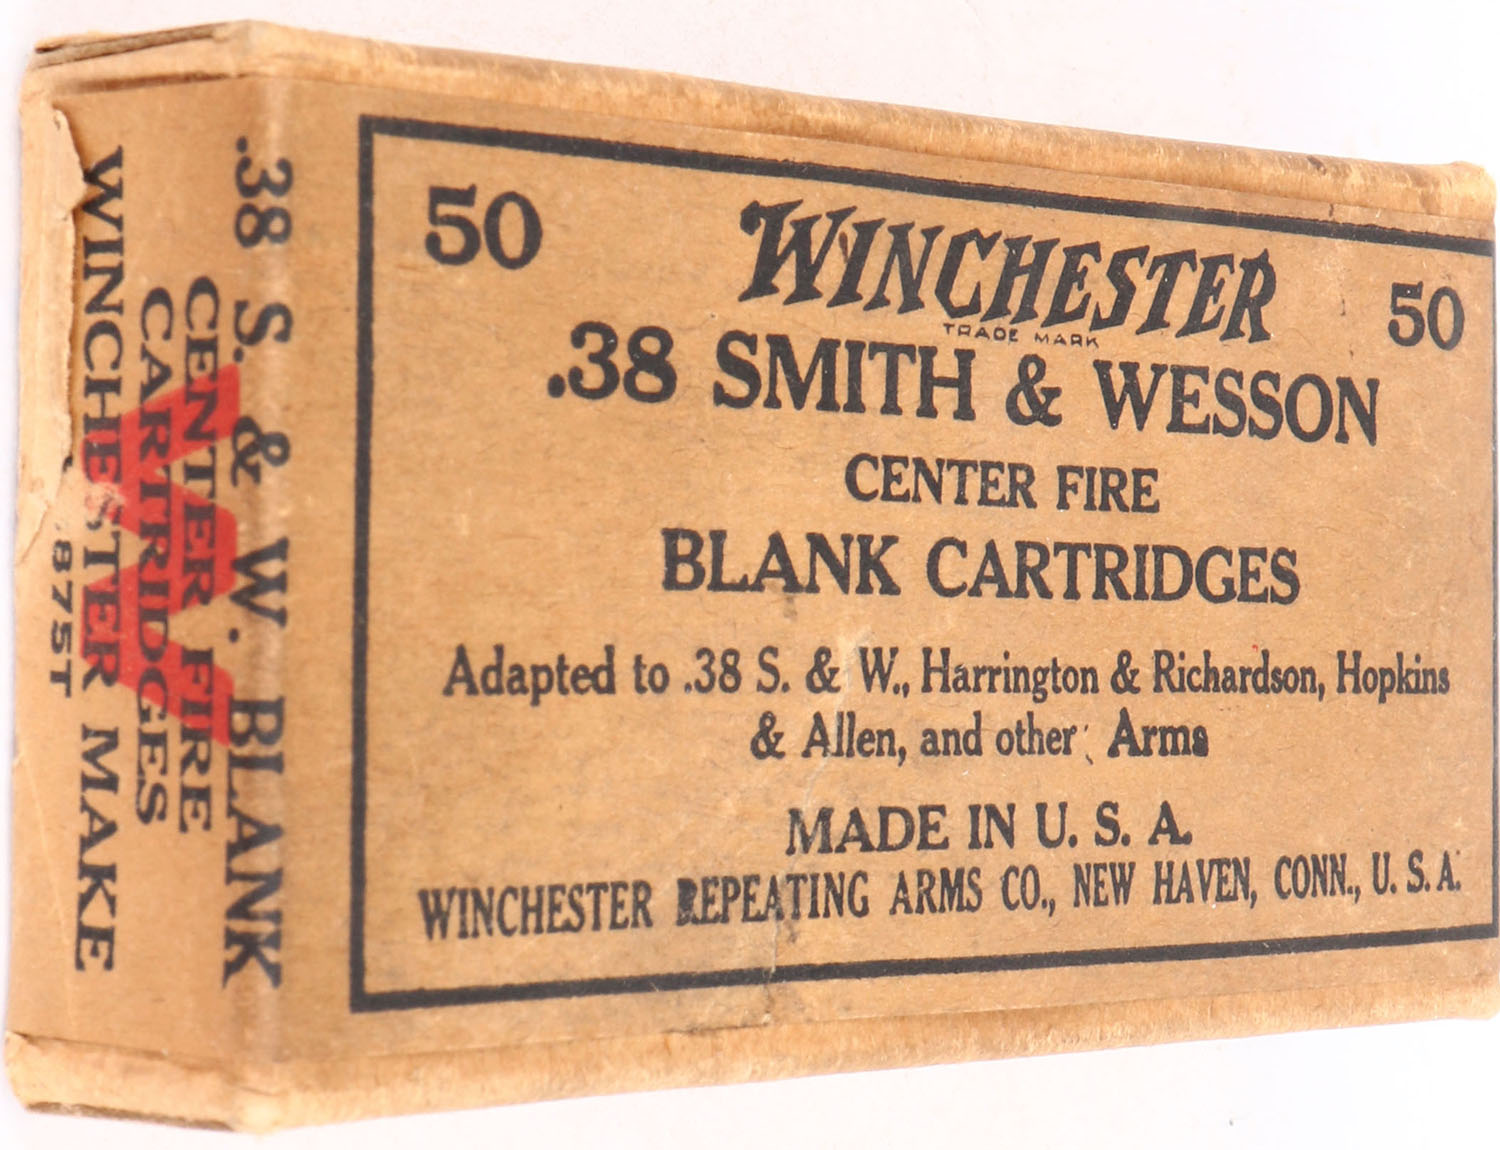 50 WINCHESTER 50
TRADE MARK
.38 SMITH & WESSON
CENTER FIRE
BLANK CARTRIDGES
Adapted to .38 S. & W., Harrington & Richardson, Hopkins
& Allen, and other Arms
MADE IN U. S. A.
WINCHESTER REPEATING ARMS CO., NEW HAVEN, CONN., U. S. A.
.38 S. & W. BLANK
CENTER FIRE
CARTRIDGES
WINCHESTER MAKE
875T
W